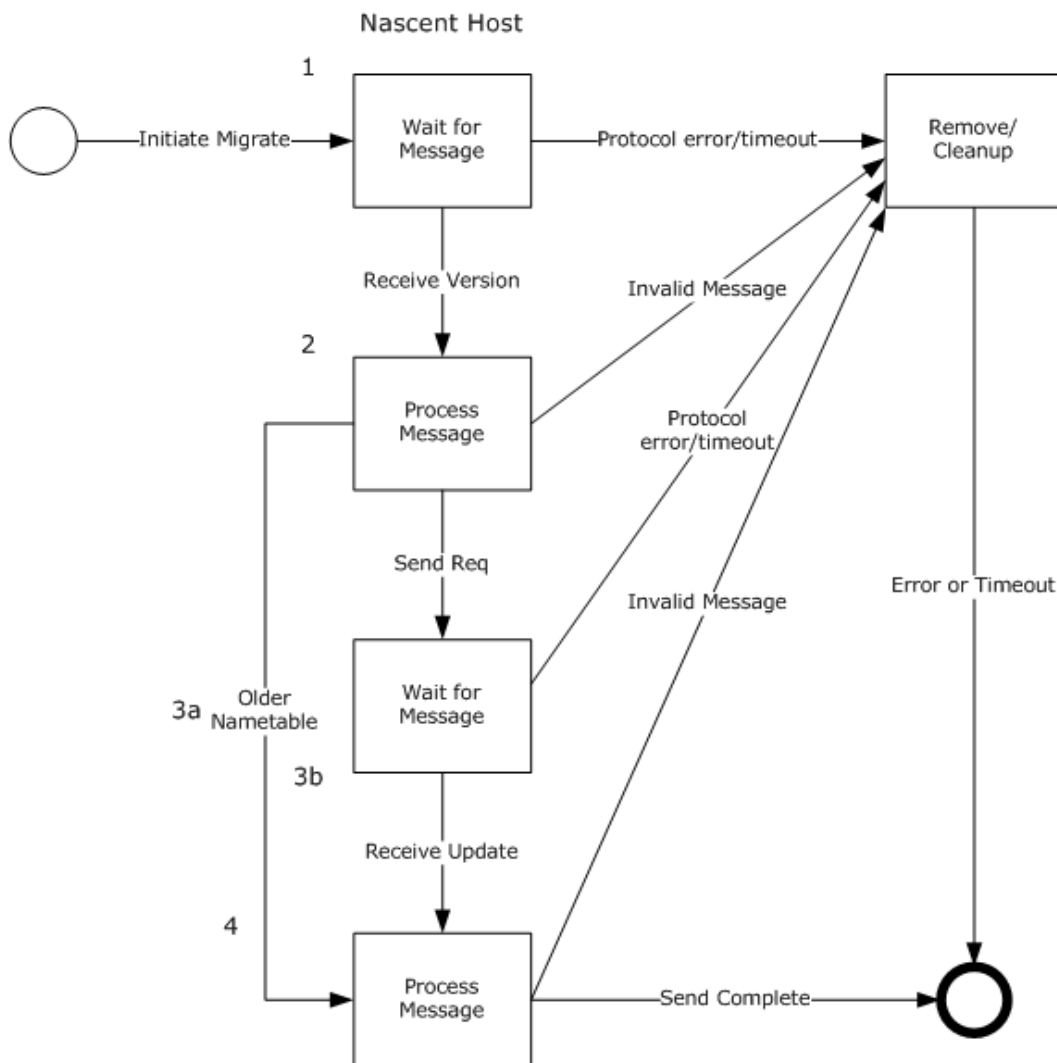 Nascent Host
1
Wait for
Message
Remove/
Cleanup
Initiate Migrate
Protocol error/timeout
Receive Version
Invalid Message
2
Process
Message
Protocol
error/timeout
Send Req
Invalid Message
Error or Timeout
3a
Older
Nametable
Wait for
Message
3b
Receive Update
4
Process
Message
Send Complete